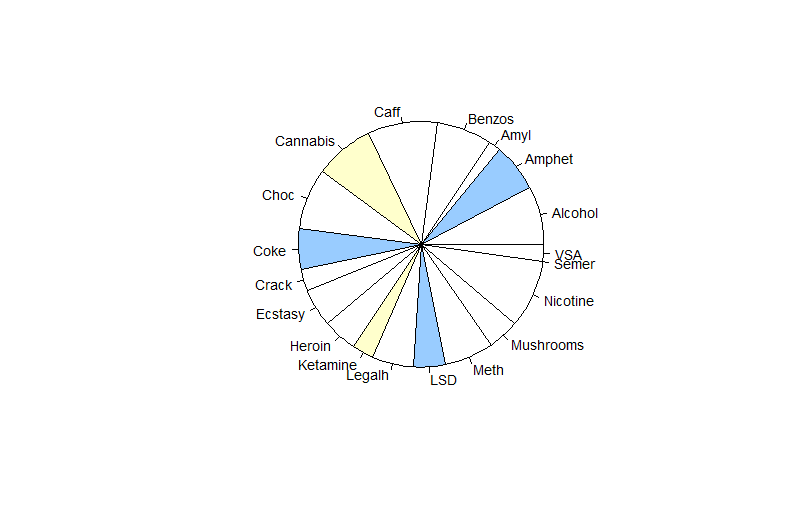 Caff
Benzos
Amyl
Cannabis
Amphet
Choc
Alcohol
Coke
VSA
Semer
Crack
Nicotine
Ecstasy
Heroin
Mushrooms
Ketamine
Legalh
LSD
Meth